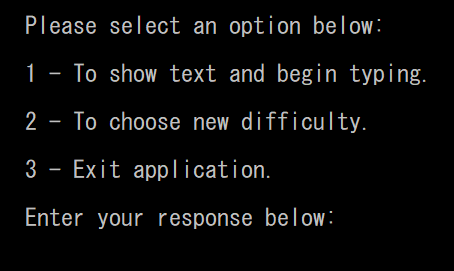 Please select an option below:
1 - To show text and begin typing.
2 - To choose new difficulty.
3 - Exit application.
Enter your response below: